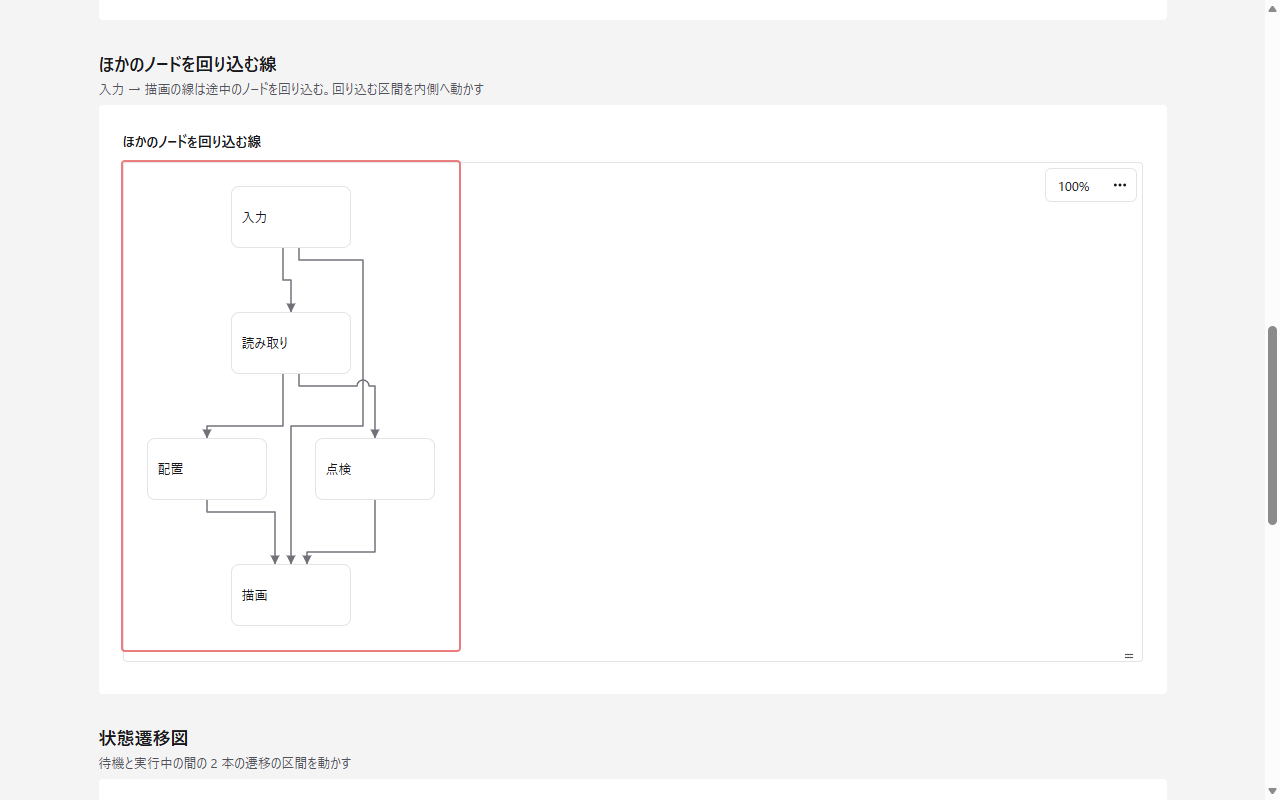 ほかのノードを回り込む線
入力 → 描画の線は途中のノードを回り込む。回り込む区間を内側へ動かす
ほかのノードを回り込む線
100%
入力
読み取り
配置
点検
描画
状態遷移図
待機と実行中の間の 2 本の遷移の区間を動かす